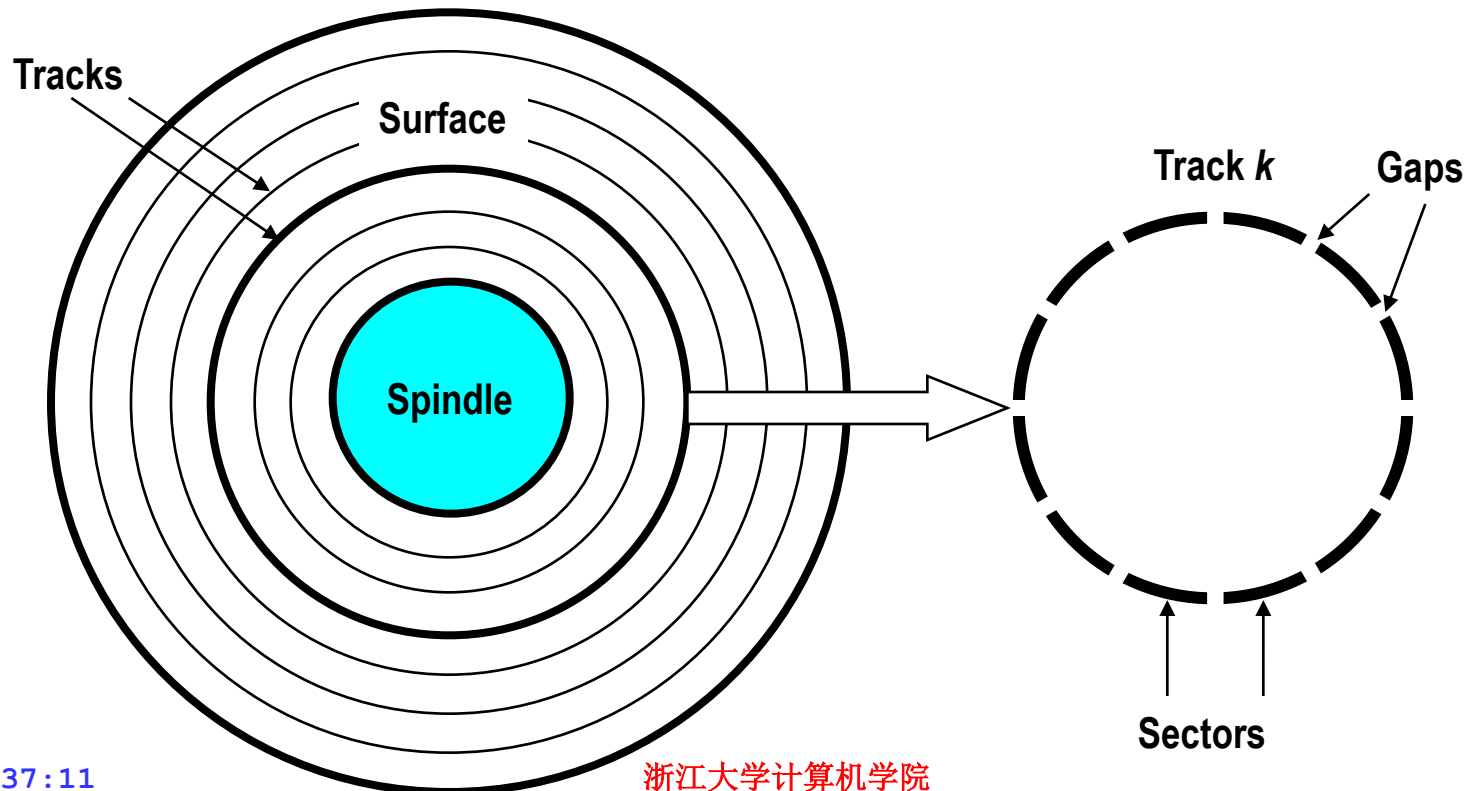 Tracks
Surface
Spindle
Track k
Gaps
Sectors
37:11
浙江大学计算机学院